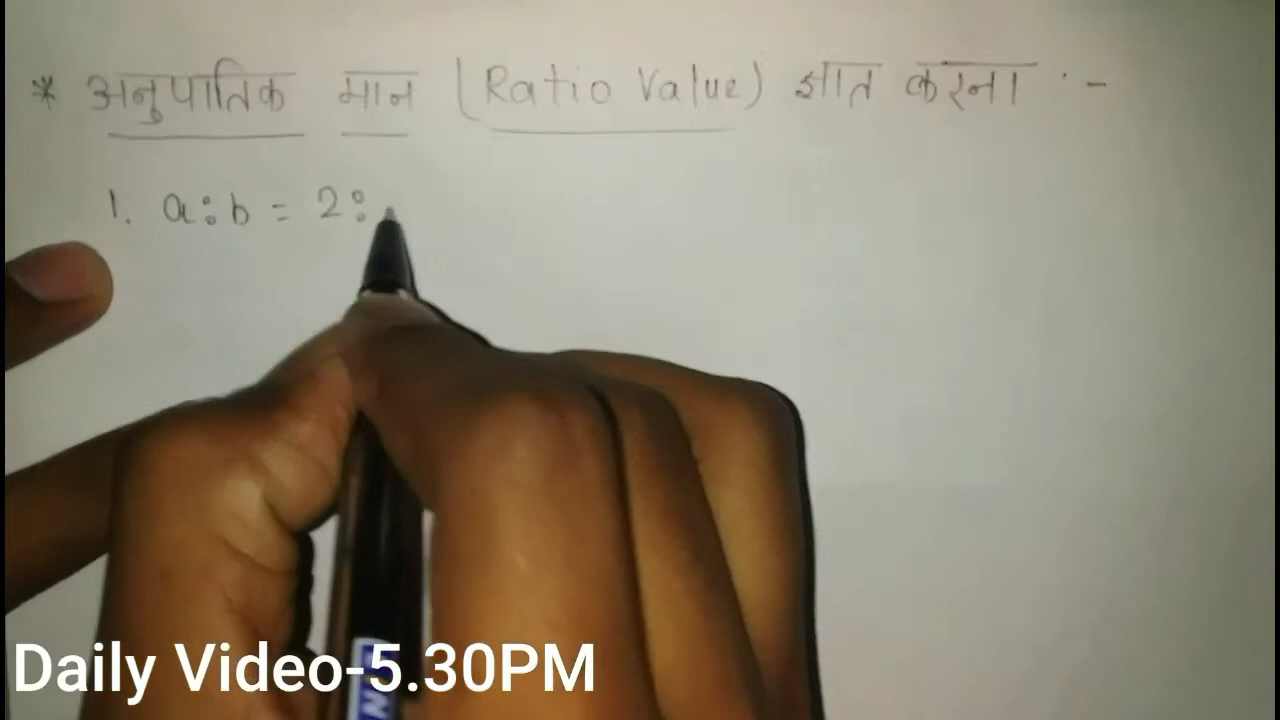 * अनुपातिक मान (Ratio Value) ज्ञात करना :-
1. a:b = 2:
Daily Video-5.30PM